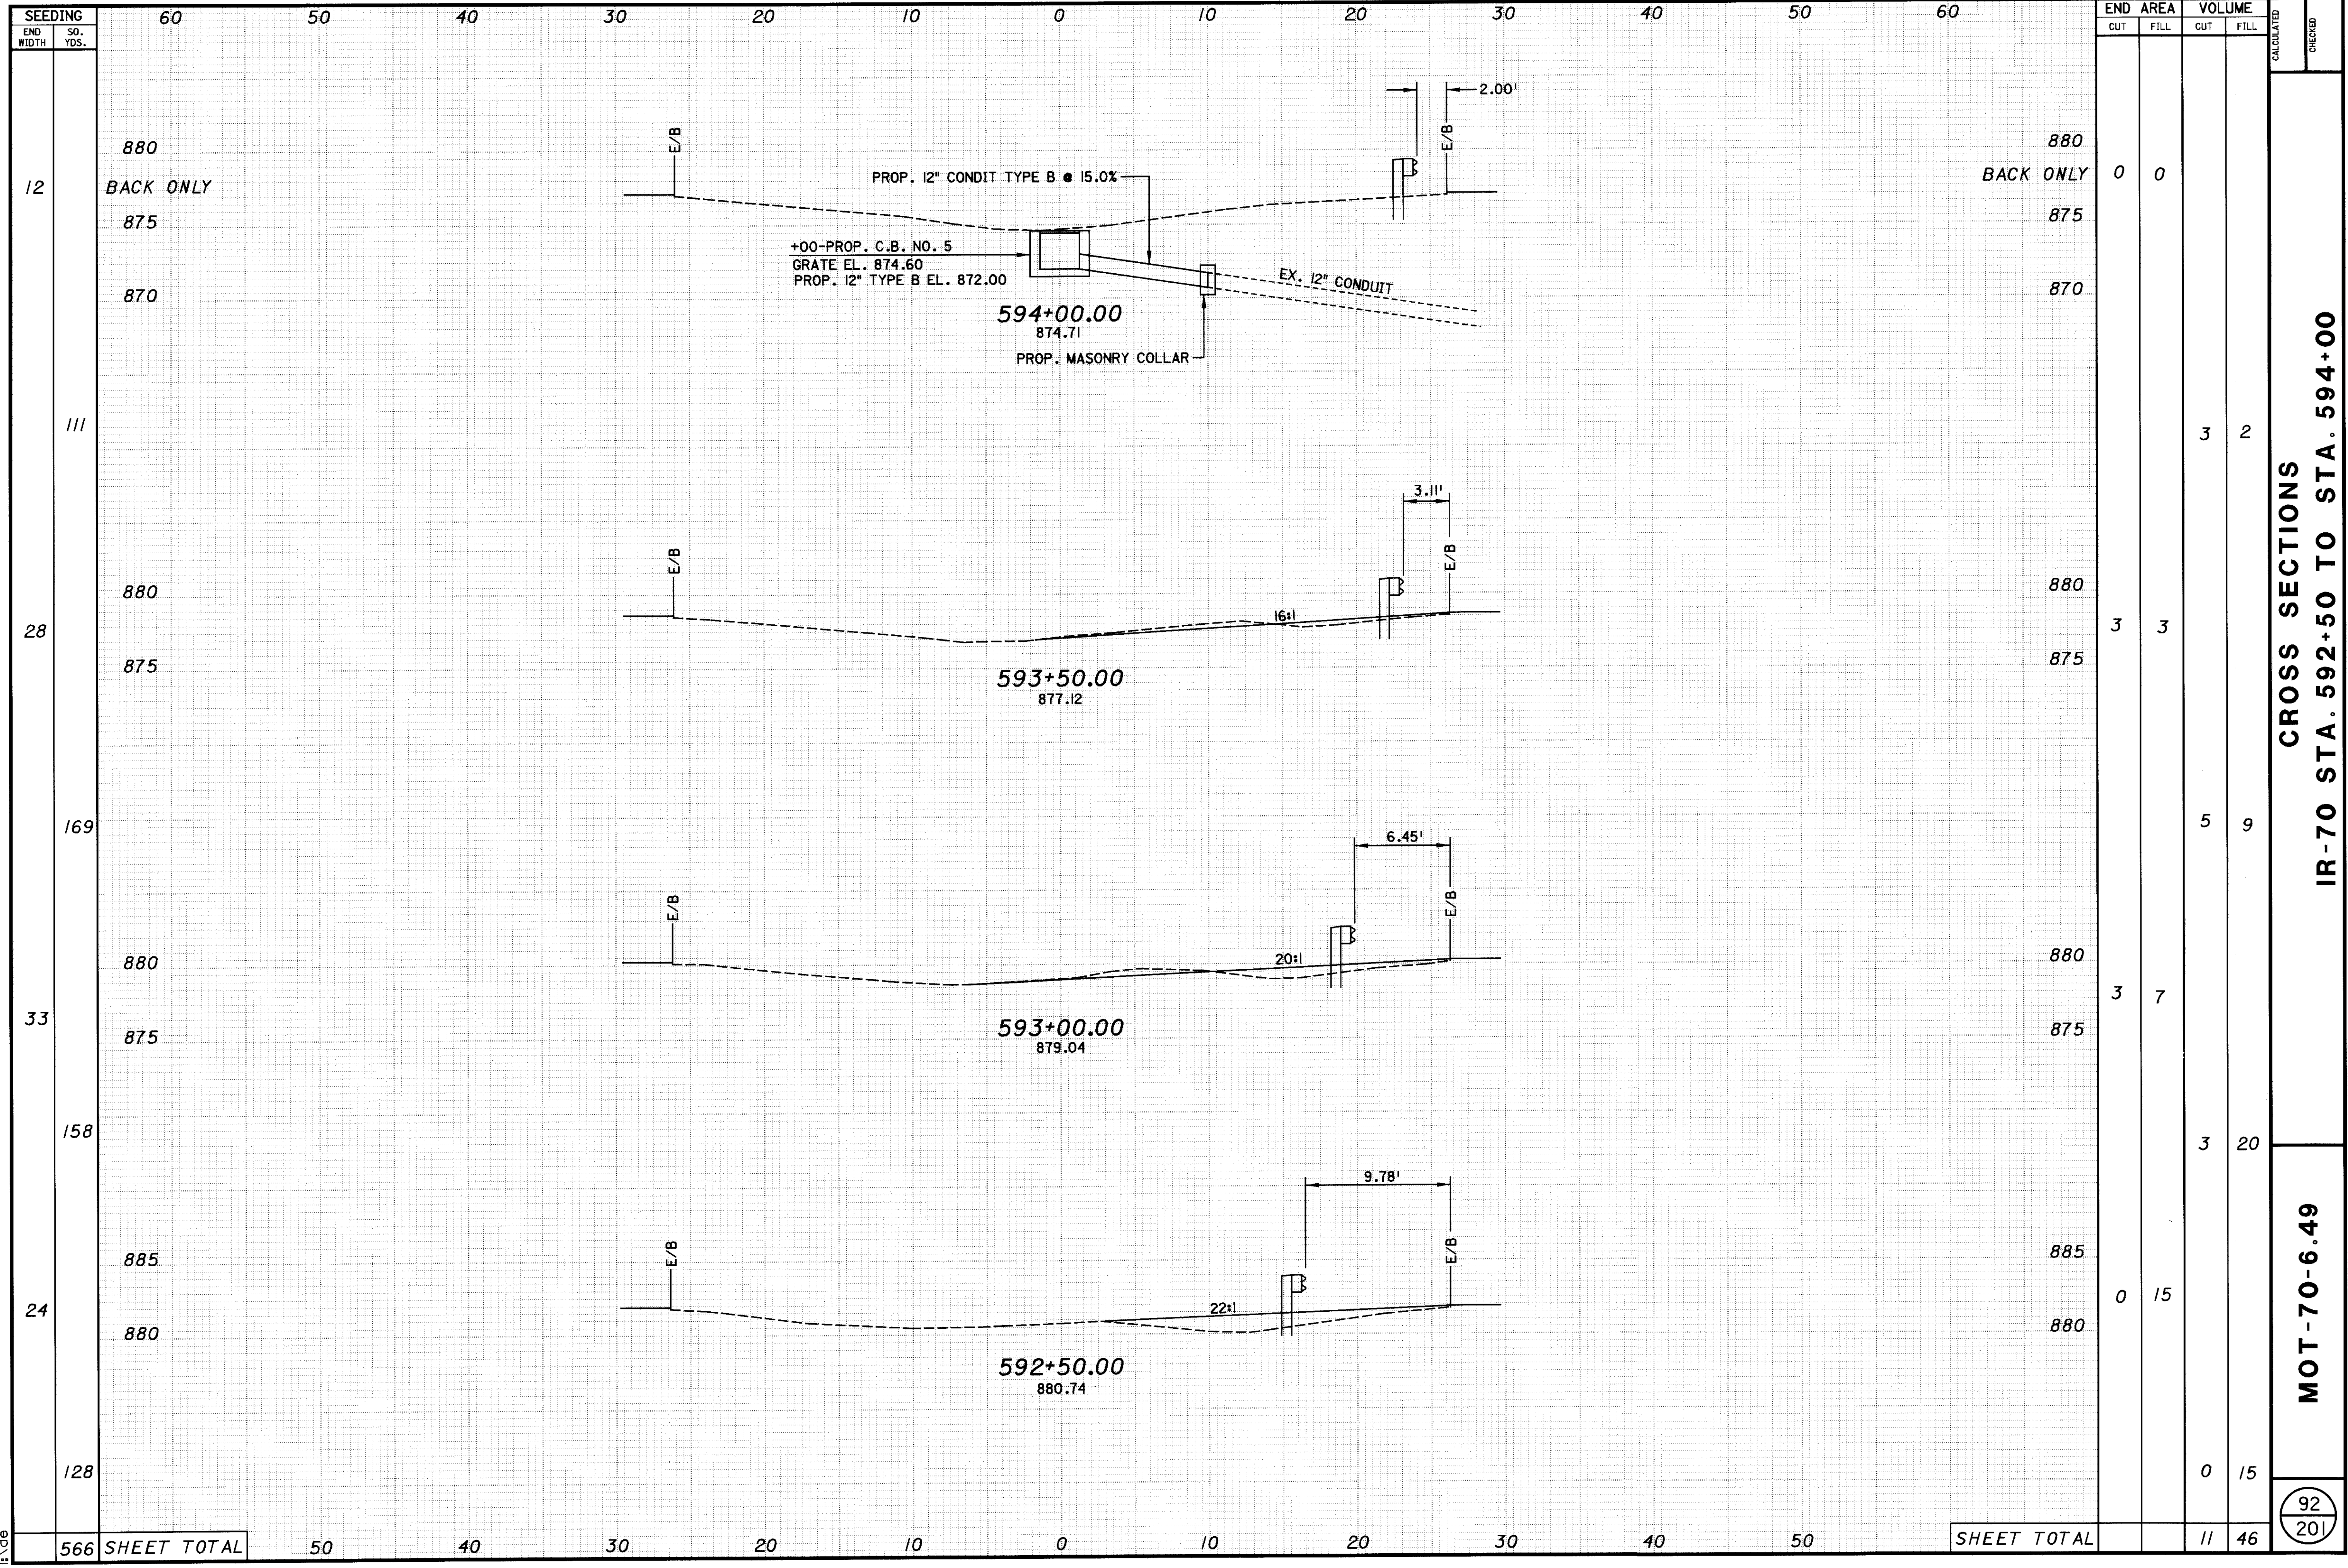 SEEDING
END WIDTH
SO. YDS.
60 50 40 30 20 10 0 10 20 30 40 50 60
END AREA VOLUME
CUT FILL CUT FILL
CALCULATED
CHECKED
2.00'
E/B
E/B
880
880
PROP. 12" CONDIT TYPE B @ 15.0%
12
BACK ONLY
BACK ONLY
0 0
875
875
+00-PROP. C.B. NO. 5
GRATE EL. 874.60
PROP. 12" TYPE B EL. 872.00
EX. 12" CONDUIT
870
870
594+00.00
874.71
PROP. MASONRY COLLAR
111
3 2
3.11'
E/B
E/B
880
880
16:1
28
3 3
875
875
593+50.00
877.12
169
5 9
6.45'
E/B
E/B
880
880
20:1
33
3 7
875
875
593+00.00
879.04
158
3 20
9.78'
E/B
E/B
885
885
24
22:1
0 15
880
880
592+50.00
880.74
128
0 15
566 SHEET TOTAL
50 40 30 20 10 0 10 20 30 40 50
SHEET TOTAL
11 46
CROSS SECTIONS
IR-70 STA. 592+50 TO STA. 594+00
MOT-70-6.49
92
201